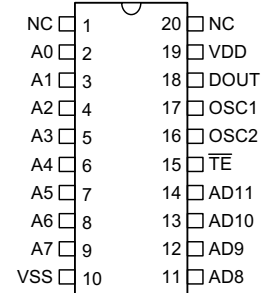 NC 1 20 NC
A0 2 19 VDD
A1 3 18 DOUT
A2 4 17 OSC1
A3 5 16 OSC2
A4 6 15 T̅E̅
A5 7 14 AD11
A6 8 13 AD10
A7 9 12 AD9
VSS 10 11 AD8